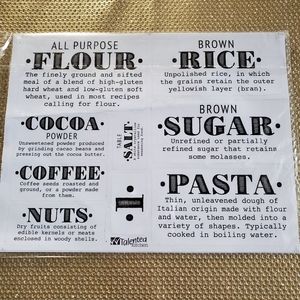 ALL PURPOSE
FLOUR
The finely ground and sifted
meal of a blend of high-gluten
hard wheat and low-gluten soft
wheat, used in most recipes
calling for flour.
·COCOA·
POWDER
Unsweetened powder produced
by grinding cacao beans and
pressing out the cocoa butter.
·COFFEE·
Coffee seeds roasted and
ground, or a powder made
from them.
·NUTS·
Dry fruits consisting of
edible kernels or meats
enclosed in woody shells.
TABLE
SALT
Talented
KITCHEN
BROWN
·RICE·
Unpolished rice, in which
the grains retain the outer
yellowish layer (bran).
BROWN
SUGAR
Unrefined or partially
refined sugar that retains
some molasses.
·PASTA·
Thin, unleavened dough of
Italian origin made with flour
and water, then molded into a
variety of shapes. Typically
cooked in boiling water.